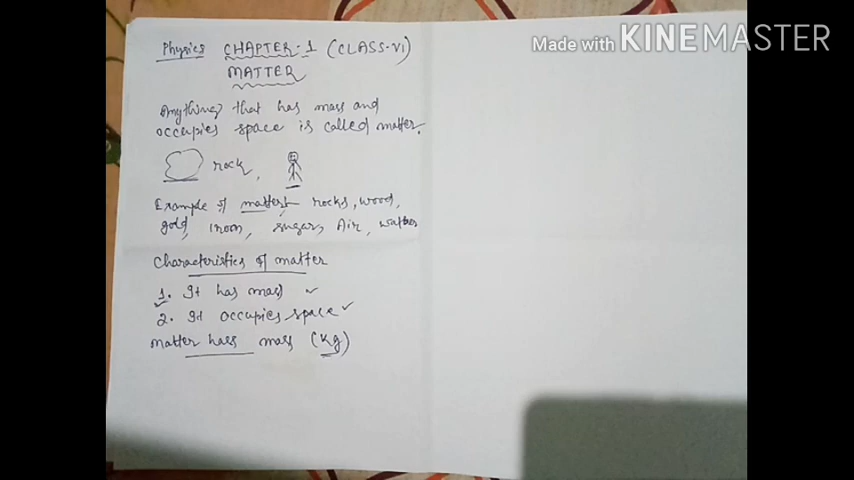 Made with KINEMASTER
Physics CHAPTER-1 (CLASS-VI)
MATTER
Anything that has mass and
occupies space is called matter.
rock,
Example of matter rocks, wood,
gold, Iron, sugar, Air, water
Characteristics of matter
1. It has mass ✓
2. It occupies space ✓
matter hass mass (Kg)